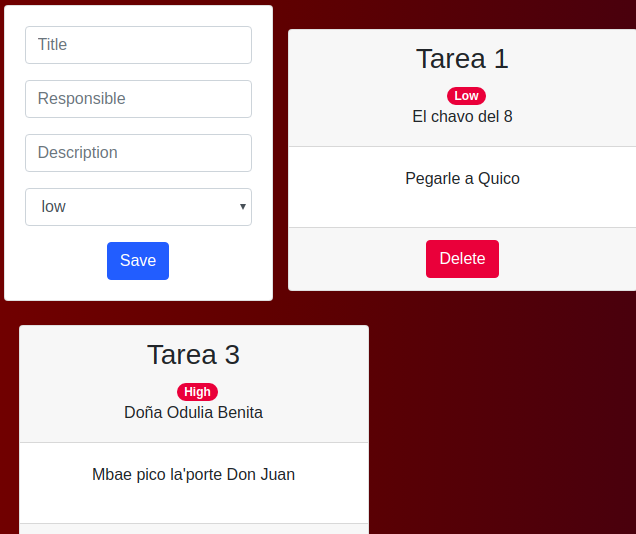 Title
Responsible
Description
low
Save
Tarea 1
Low
El chavo del 8
Pegarle a Quico
Delete
Tarea 3
High
Doña Odulia Benita
Mbae pico la'porte Don Juan